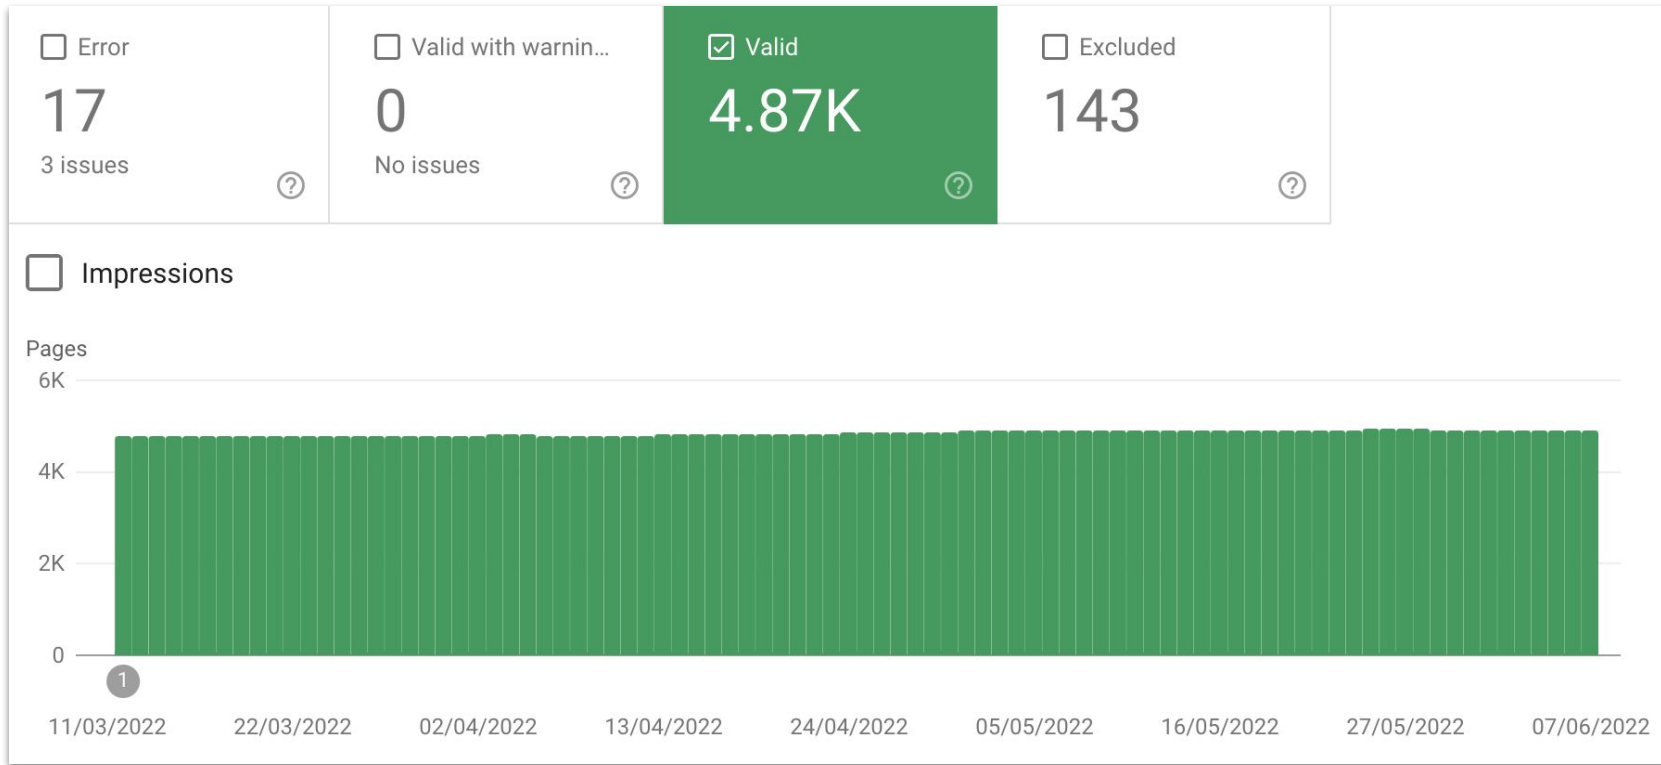 Error
17
3 issues
Valid with warnin...
0
No issues
Valid
4.87K
Excluded
143
Impressions
Pages
6K
4K
2K
0
1
11/03/2022 22/03/2022 02/04/2022 13/04/2022 24/04/2022 05/05/2022 16/05/2022 27/05/2022 07/06/2022